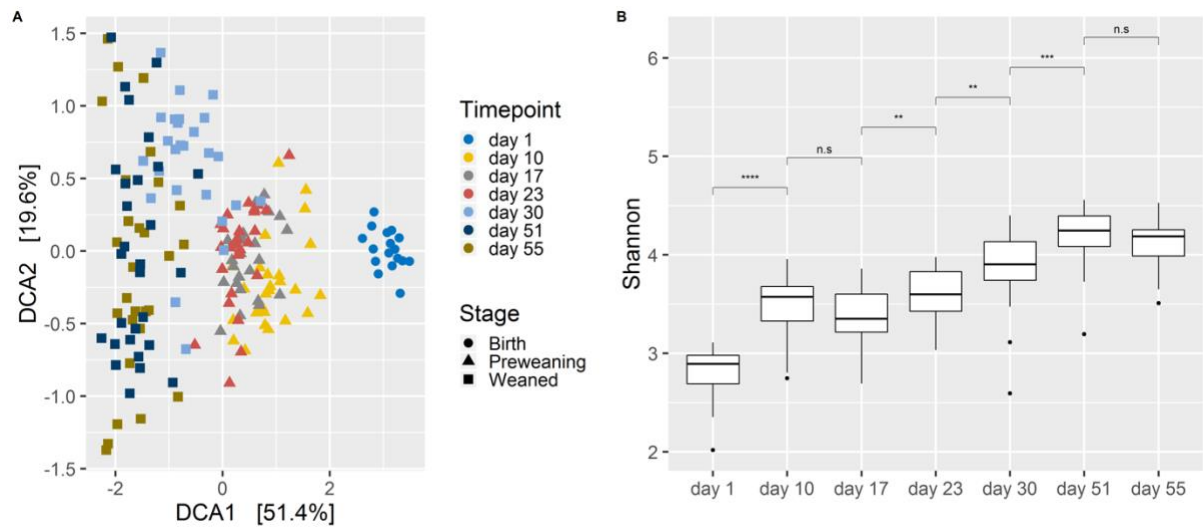 A
1.5
1.0
0.5
0.0
-0.5
-1.0
-1.5
DCA2 [19.6%]
-2
0
2
DCA1 [51.4%]
Timepoint
day 1
day 10
day 17
day 23
day 30
day 51
day 55
Stage
Birth
Preweaning
Weaned
B
6
5
4
3
2
Shannon
****
n.s
**
**
***
n.s
day 1 day 10 day 17 day 23 day 30 day 51 day 55